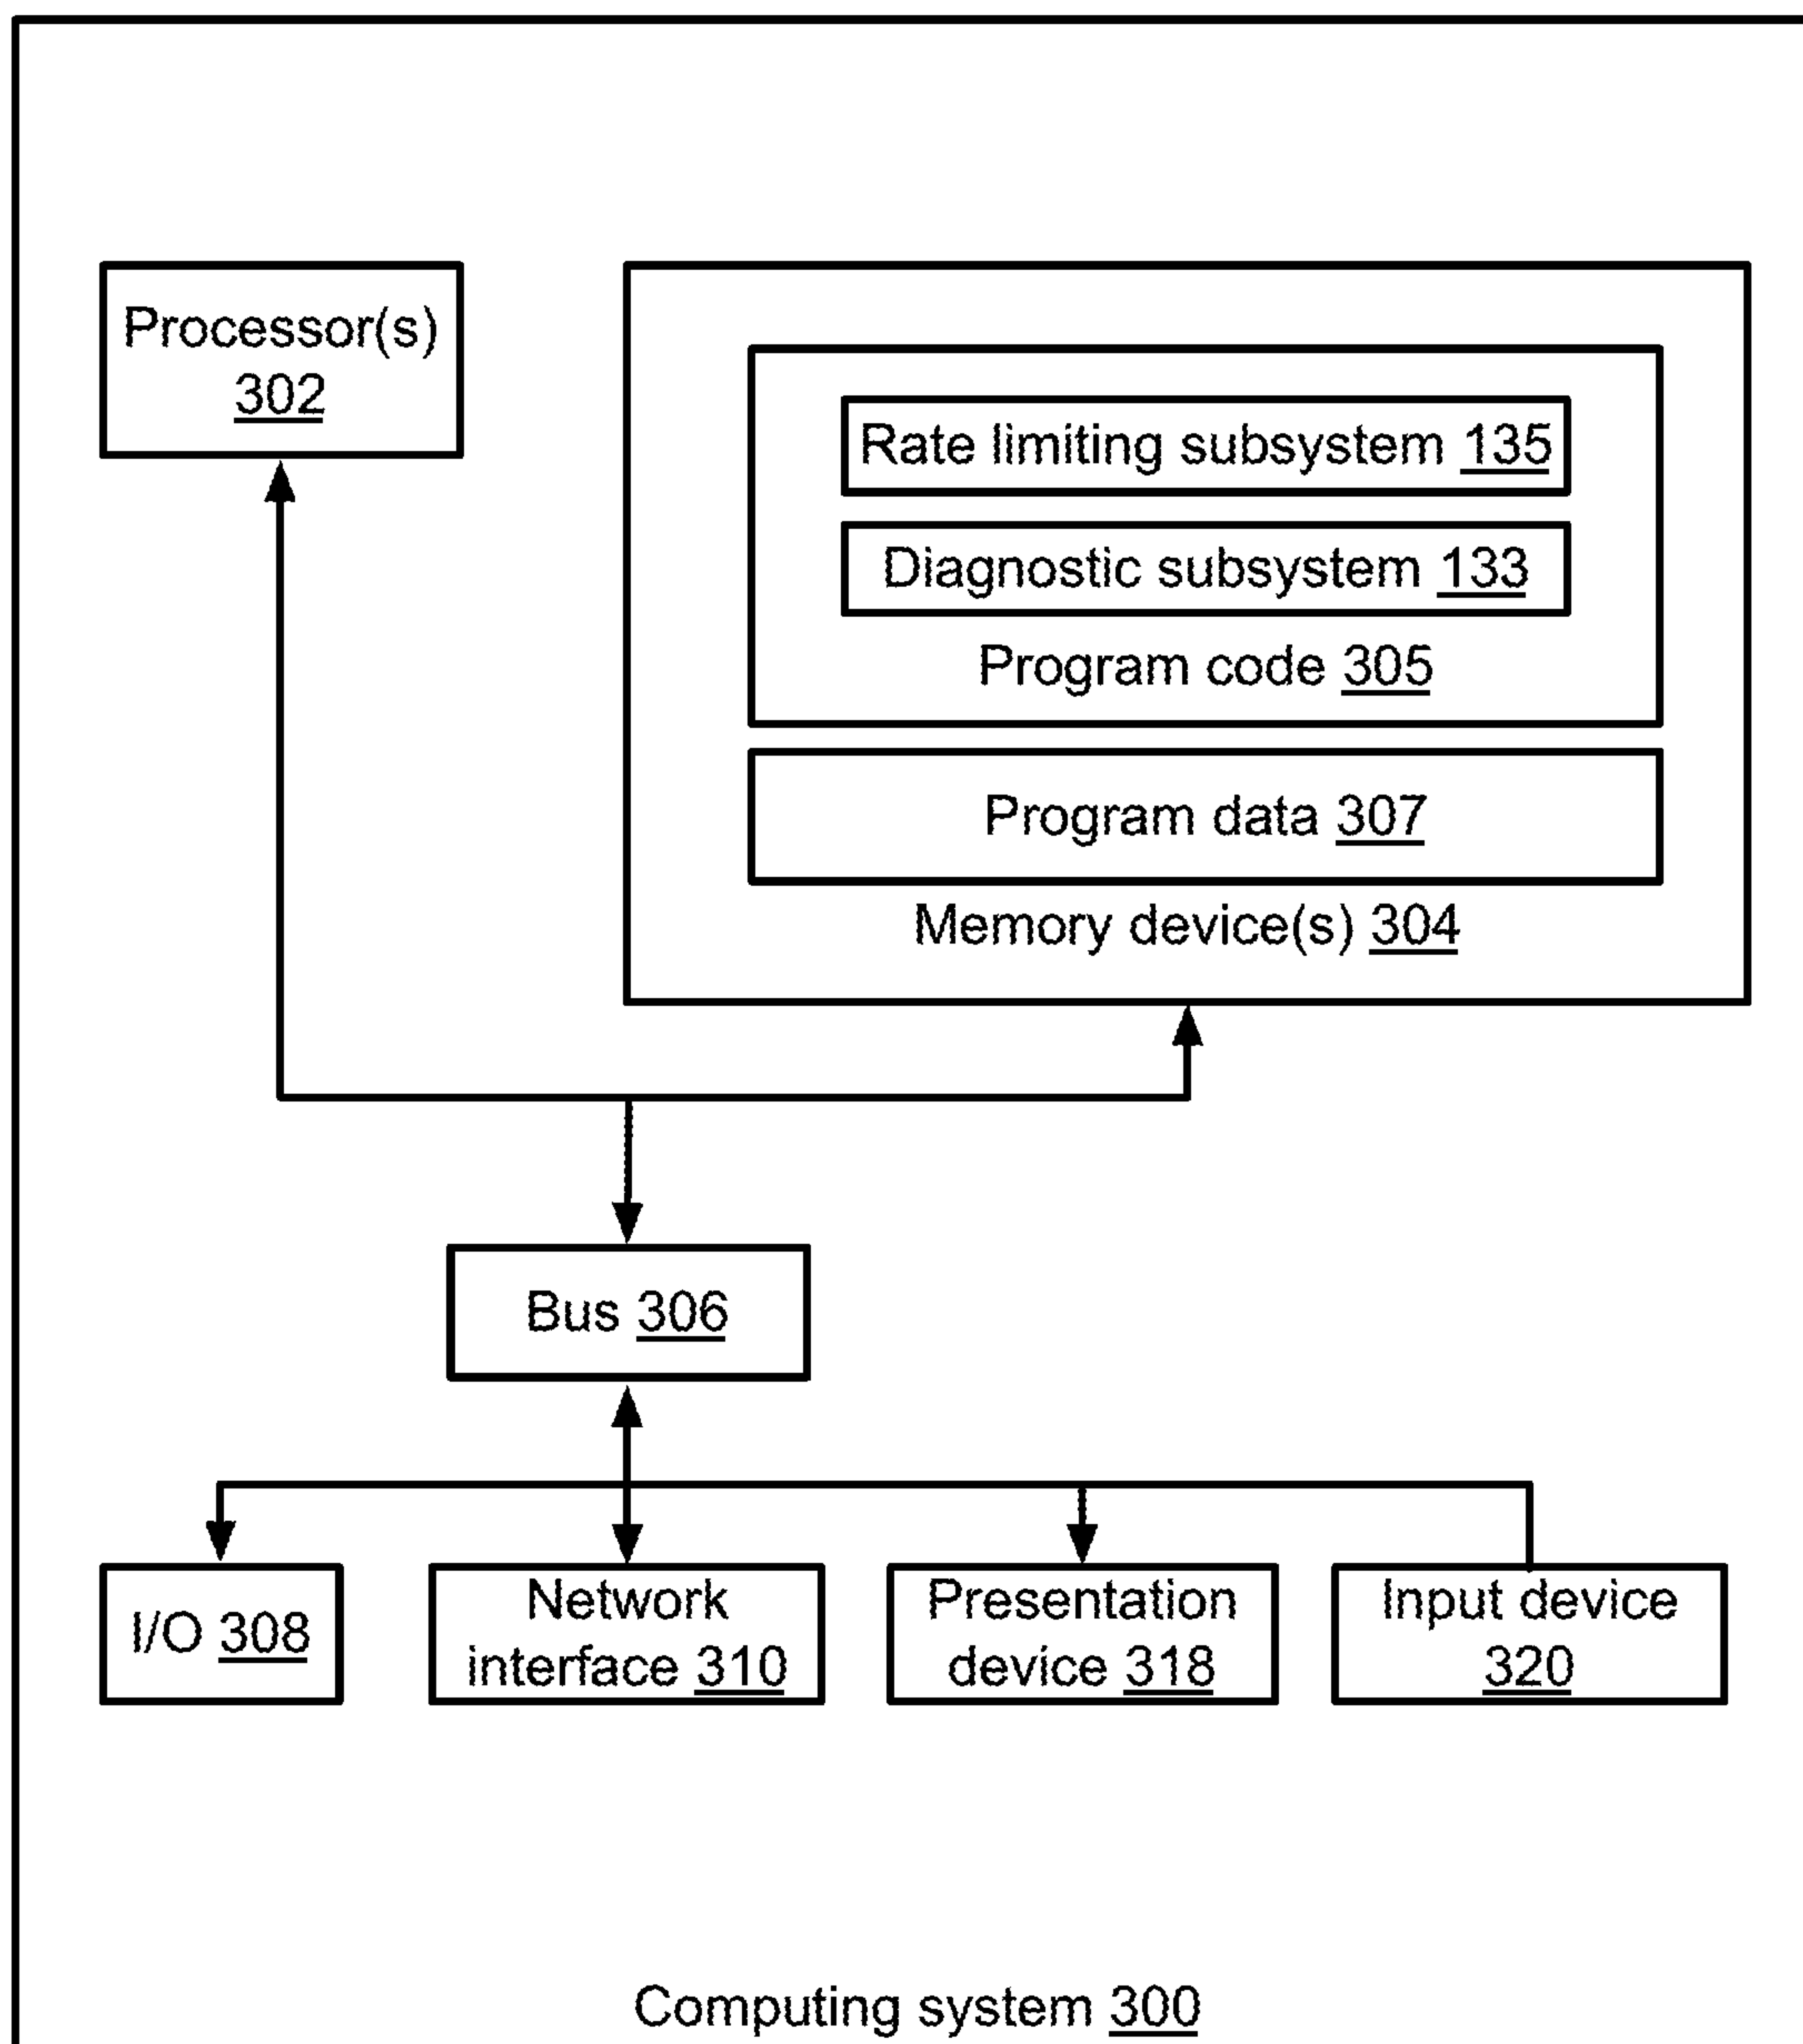 Processor(s)
302
Rate limiting subsystem 135
Diagnostic subsystem 133
Program code 305
Program data 307
Memory device(s) 304
Bus 306
I/O 308
Network
interface 310
Presentation
device 318
Input device
320
Computing system 300